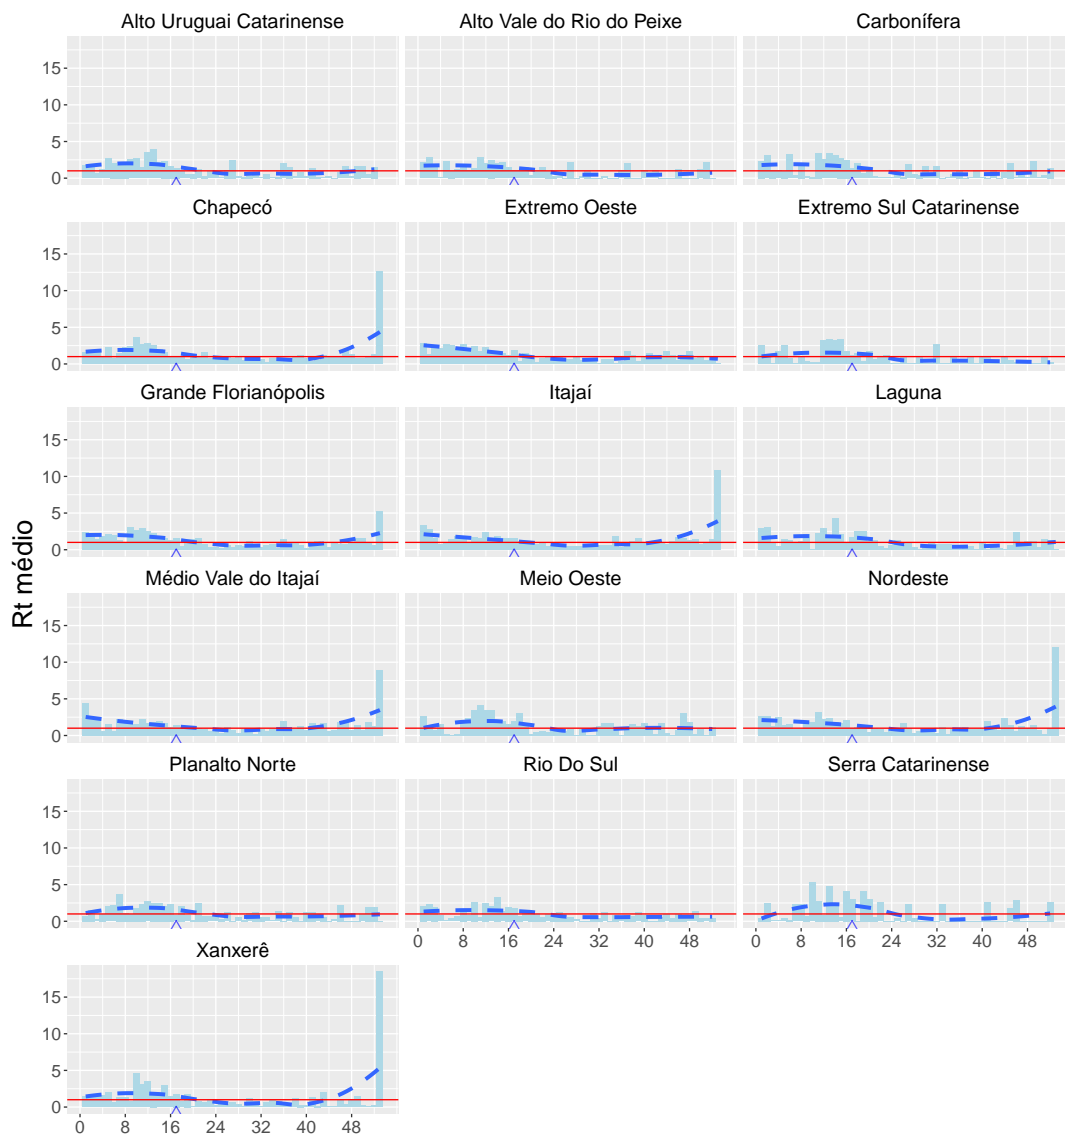 Alto Uruguai Catarinense Alto Vale do Rio do Peixe Carbonífera
15
10
5
0
Chapecó Extremo Oeste Extremo Sul Catarinense
15
10
5
0
Grande Florianópolis Itajaí Laguna
15
10
5
0
Rt médio
Médio Vale do Itajaí Meio Oeste Nordeste
15
10
5
0
Planalto Norte Rio Do Sul Serra Catarinense
15
10
5
0
0 8 16 24 32 40 48 0 8 16 24 32 40 48
Xanxerê
15
10
5
0
0 8 16 24 32 40 48